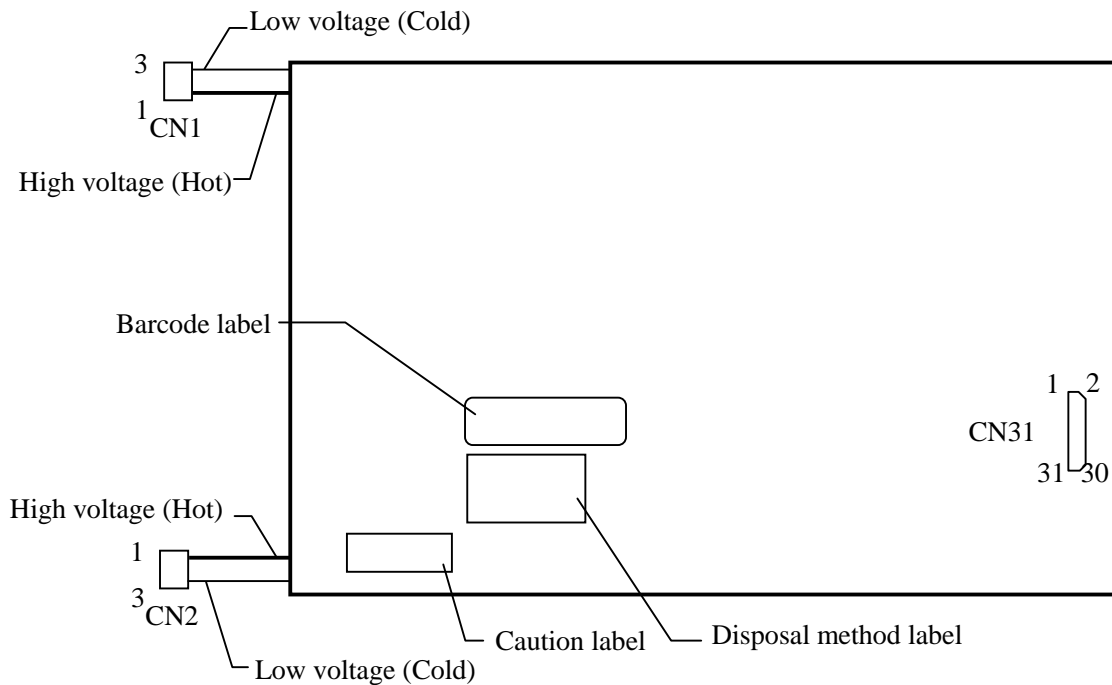 Low voltage (Cold)
3
1
CN1
High voltage (Hot)
Barcode label
1 2
CN31
31 30
High voltage (Hot)
1
3
CN2
Caution label
Disposal method label
Low voltage (Cold)